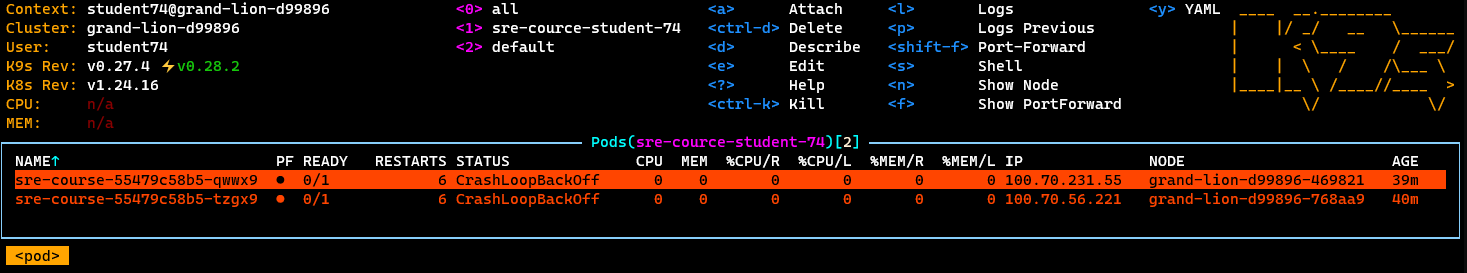 Context: student74@grand-lion-d99896 <0> all <a> Attach <l> Logs <y> YAML
Cluster: grand-lion-d99896 <1> sre-cource-student-74 <ctrl-d> Delete <p> Logs Previous
User: student74 <2> default <d> Describe <shift-f> Port-Forward
K9s Rev: v0.27.4 ⚡v0.28.2 <e> Edit <s> Shell
K8s Rev: v1.24.16 <?> Help <n> Show Node
CPU: n/a <ctrl-k> Kill <f> Show PortForward
MEM: n/a
K9s
Pods(sre-cource-student-74)[2]
NAME↑ PF READY RESTARTS STATUS CPU MEM %CPU/R %CPU/L %MEM/R %MEM/L IP NODE AGE
sre-course-55479c58b5-qwwx9 ● 0/1 6 CrashLoopBackOff 0 0 0 0 0 0 100.70.231.55 grand-lion-d99896-469821 39m
sre-course-55479c58b5-tzgx9 ● 0/1 6 CrashLoopBackOff 0 0 0 0 0 0 100.70.56.221 grand-lion-d99896-768aa9 40m
<pod>